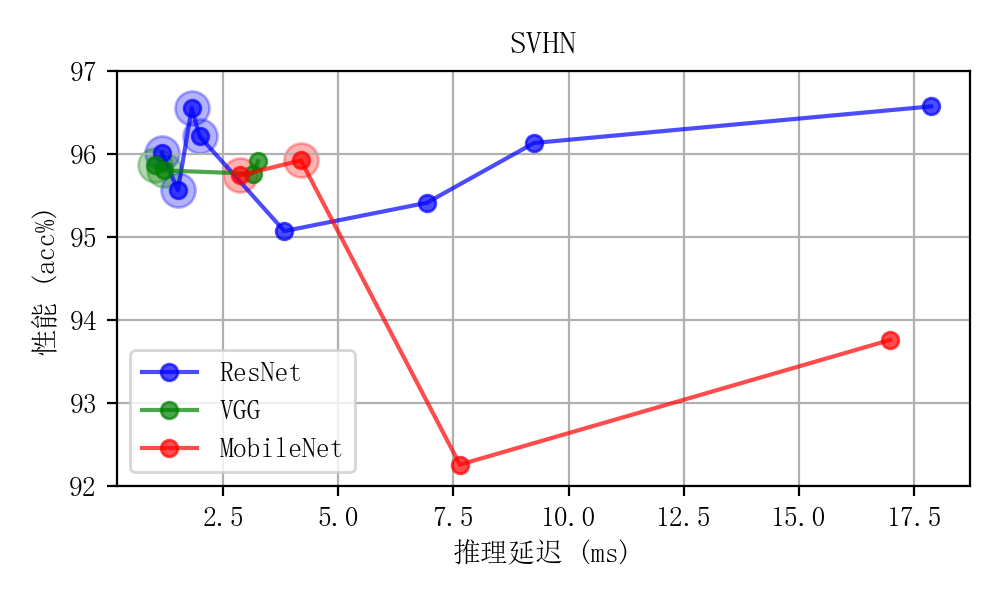 SVHN
97
96
95
94
93
92
性能 (acc%)
ResNet
VGG
MobileNet
2.5 5.0 7.5 10.0 12.5 15.0 17.5
推理延迟 (ms)